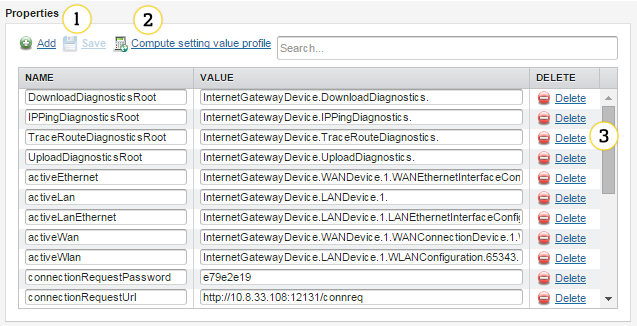 Properties
1
2
Add Save Compute setting value profile Search...
NAME VALUE DELETE
DownloadDiagnosticsRoot InternetGatewayDevice.DownloadDiagnostics. Delete
IPPingDiagnosticsRoot InternetGatewayDevice.IPPingDiagnostics. Delete
TraceRouteDiagnosticsRoot InternetGatewayDevice.TraceRouteDiagnostics. Delete
3
UploadDiagnosticsRoot InternetGatewayDevice.UploadDiagnostics. Delete
activeEthernet InternetGatewayDevice.WANDevice.1.WANEthernetInterfaceCon Delete
activeLan InternetGatewayDevice.LANDevice.1. Delete
activeLanEthernet InternetGatewayDevice.LANDevice.1.LANEthernetInterfaceConfig Delete
activeWan InternetGatewayDevice.WANDevice.1.WANConnectionDevice.1. Delete
activeWlan InternetGatewayDevice.LANDevice.1.WLANConfiguration.65343. Delete
connectionRequestPassword e79e2e19 Delete
connectionRequestUrl http://10.8.33.108:12131/connreq Delete